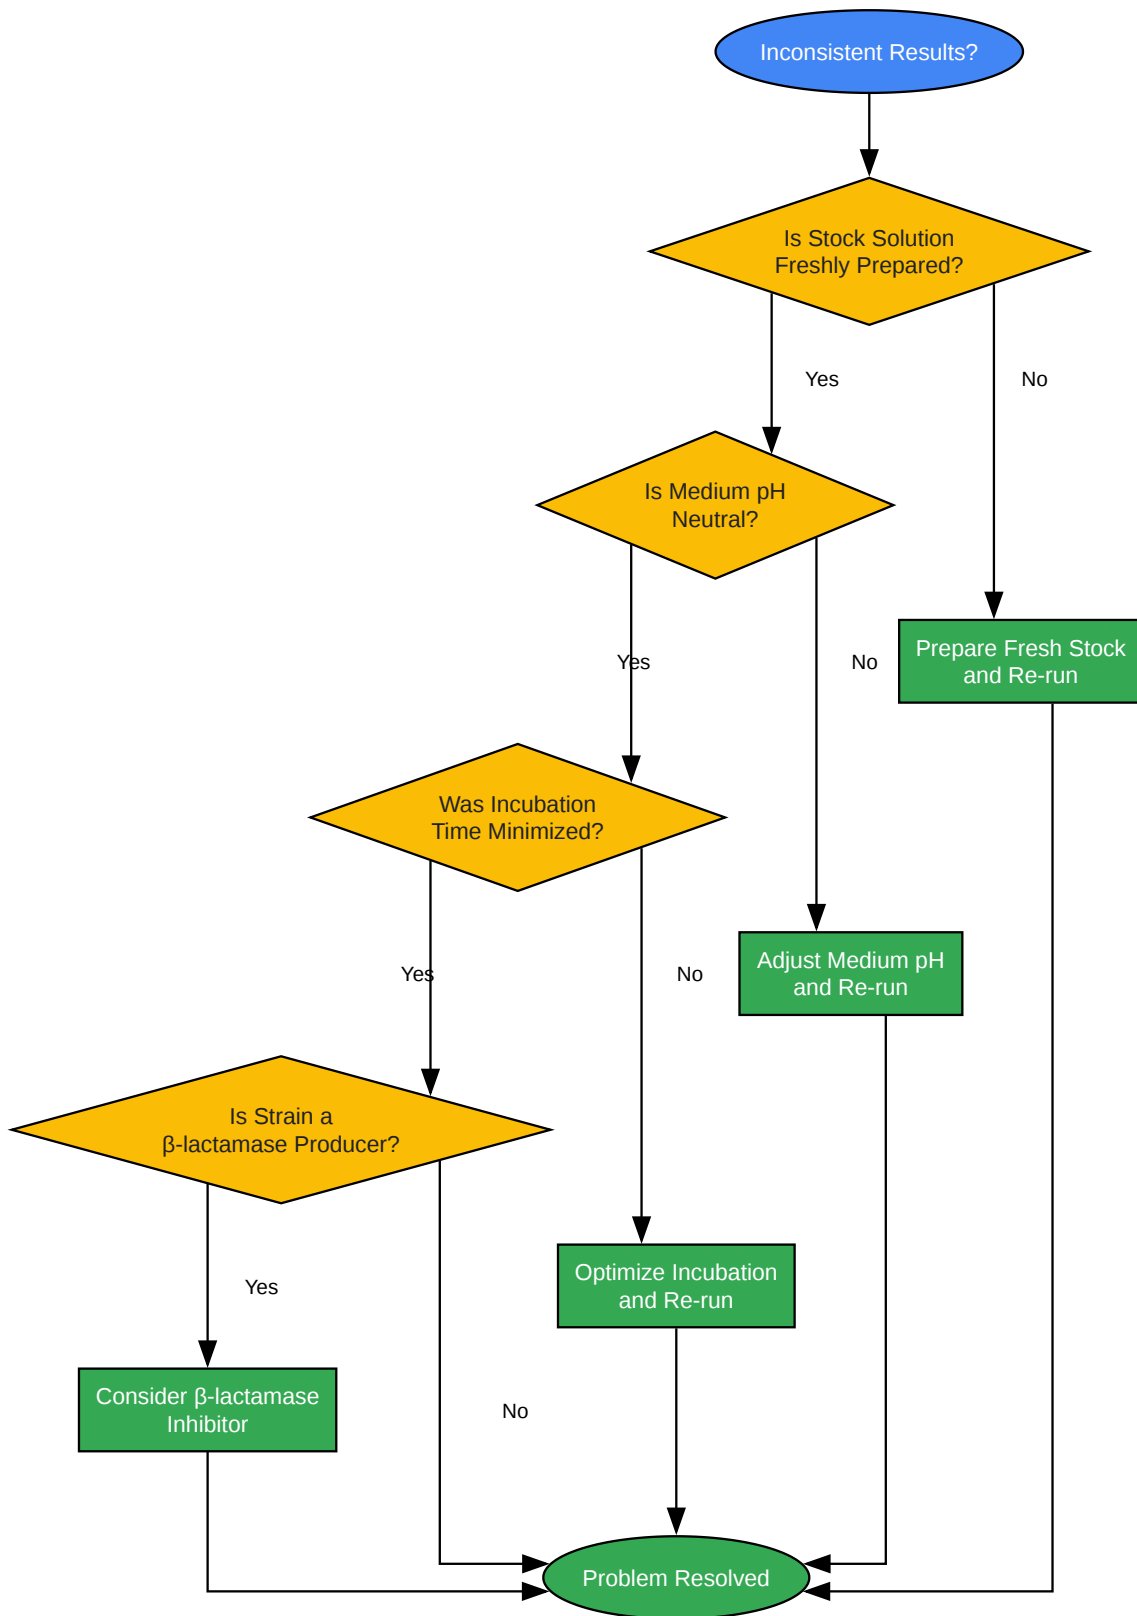 Inconsistent Results?
Is Stock Solution
Freshly Prepared?
Yes
No
Is Medium pH
Neutral?
Yes
No
Prepare Fresh Stock
and Re-run
Was Incubation
Time Minimized?
Yes
No
Adjust Medium pH
and Re-run
Is Strain a
β-lactamase Producer?
Yes
No
Optimize Incubation
and Re-run
Consider β-lactamase
Inhibitor
Problem Resolved